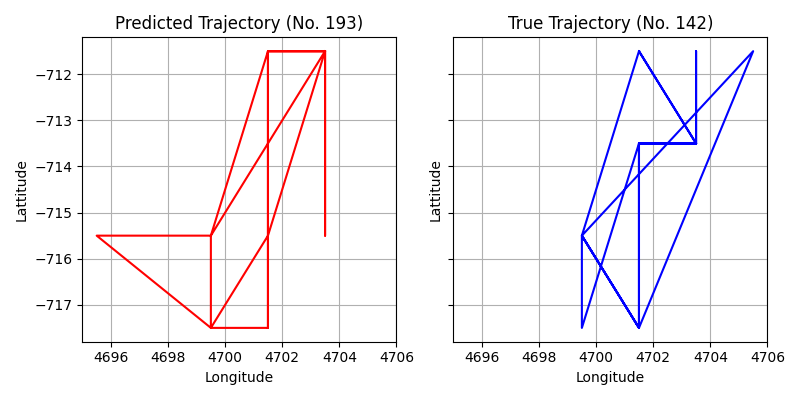 Predicted Trajectory (No. 193)
Lattitude
−712
−713
−714
−715
−716
−717
4696 4698 4700 4702 4704 4706
Longitude
True Trajectory (No. 142)
Lattitude
4696 4698 4700 4702 4704 4706
Longitude